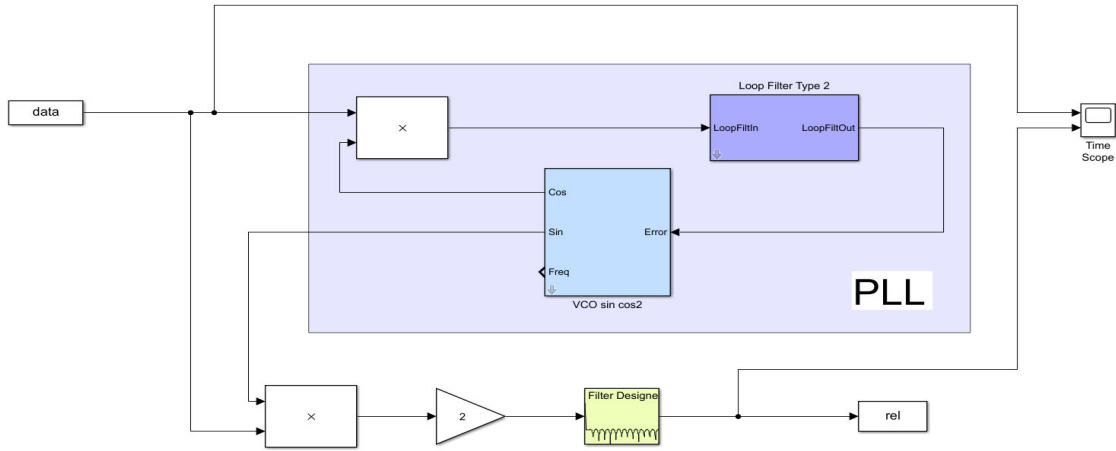 data
×
Loop Filter Type 2
LoopFiltIn
LoopFiltOut
Time
Scope
Cos
Sin
Error
Freq
VCO sin cos2
PLL
×
2
Filter Designe
rel